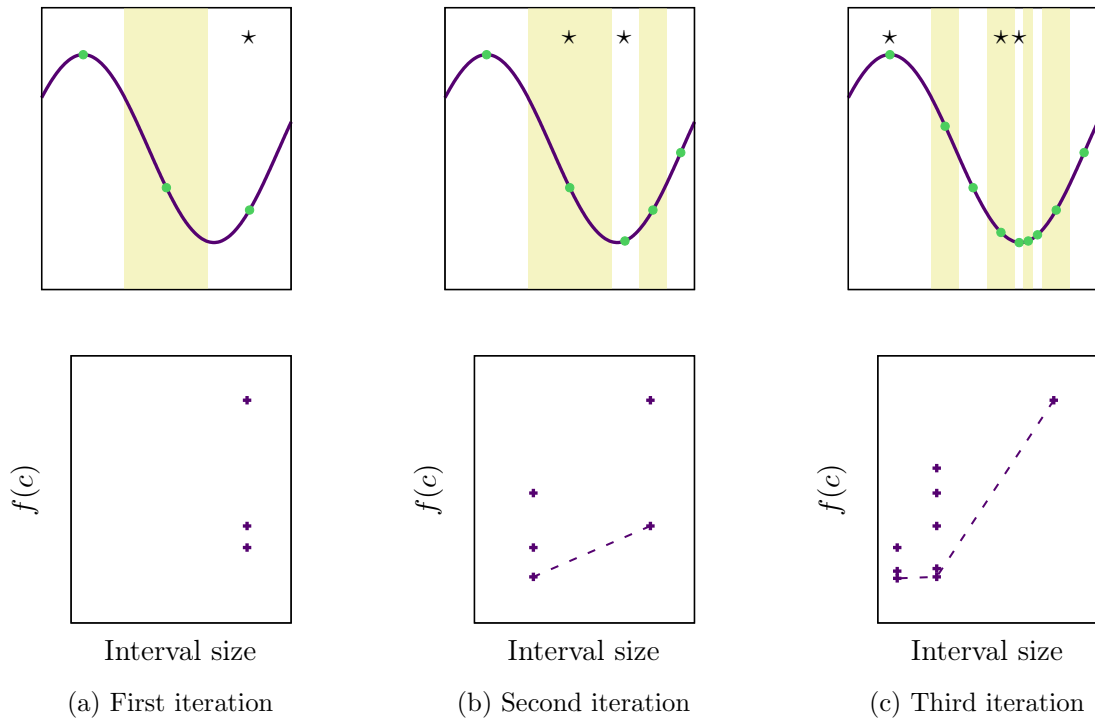 f(c)
f(c)
f(c)
Interval size
Interval size
Interval size
(a) First iteration
(b) Second iteration
(c) Third iteration